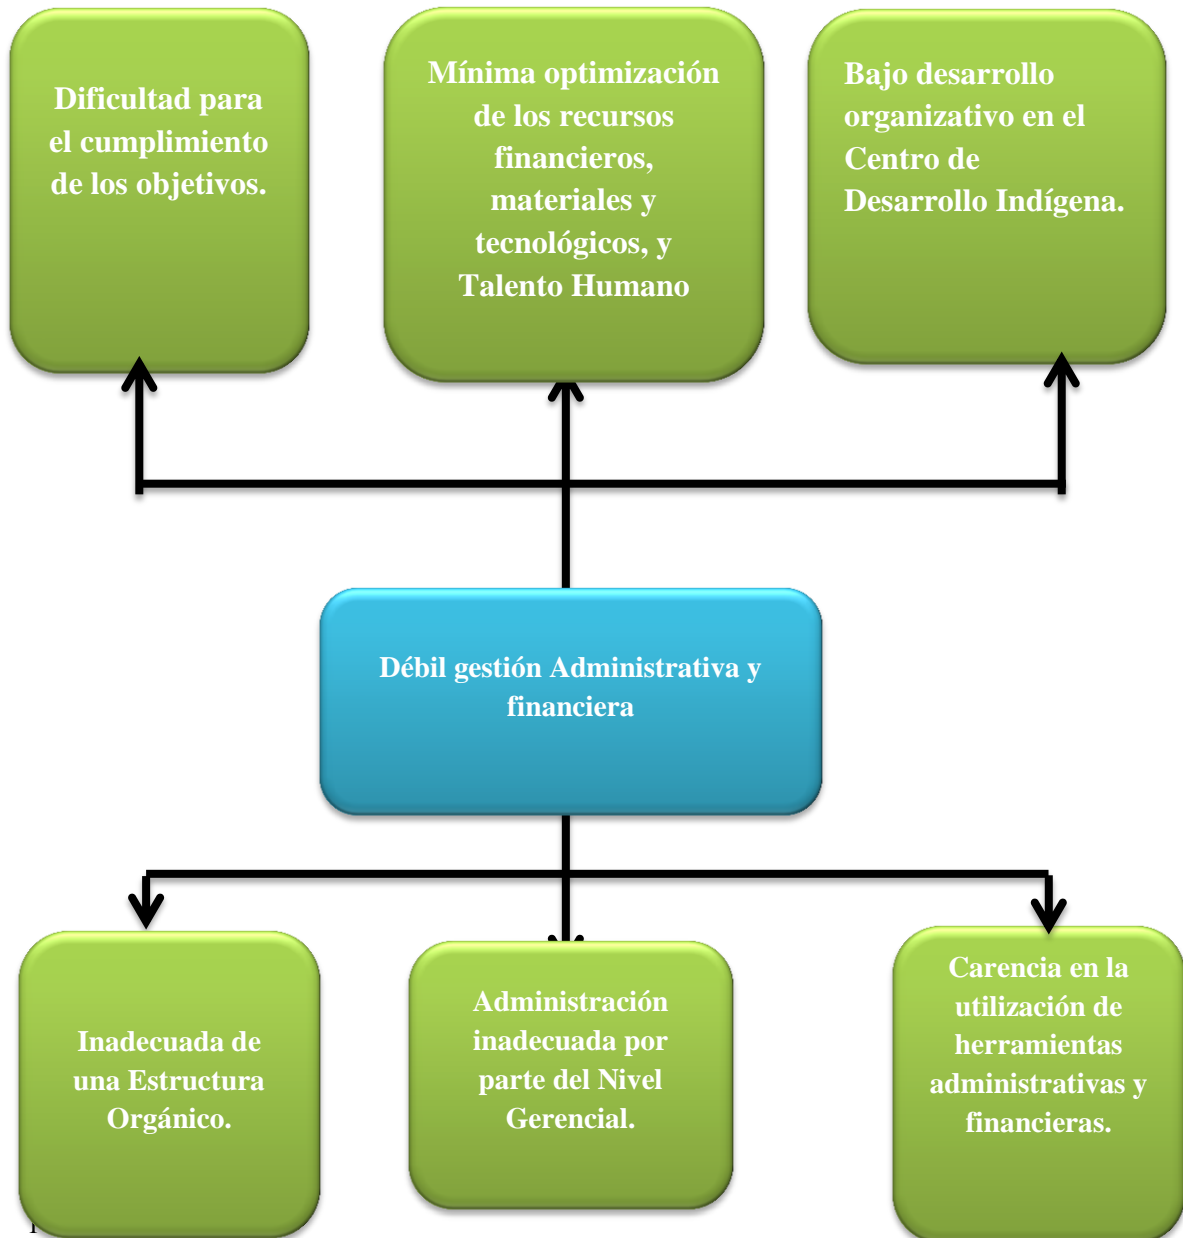 Dificultad para
el cumplimiento
de los objetivos.
Mínima optimización
de los recursos
financieros,
materiales y
tecnológicos, y
Talento Humano
Bajo desarrollo
organizativo en el
Centro de
Desarrollo Indígena.
Débil gestión Administrativa y
financiera
Inadecuada de
una Estructura
Orgánico.
Administración
inadecuada por
parte del Nivel
Gerencial.
Carencia en la
utilización de
herramientas
administrativas y
financieras.